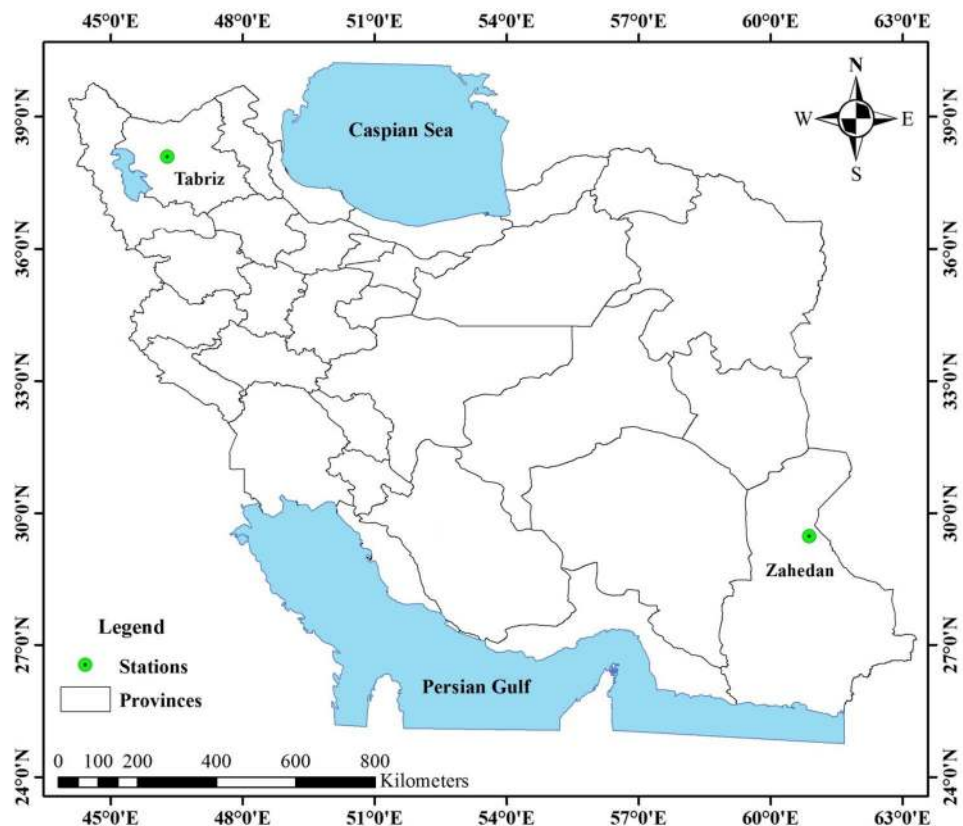 45°0'E 48°0'E 51°0'E 54°0'E 57°0'E 60°0'E 63°0'E
39°0'N
36°0'N
33°0'N
30°0'N
27°0'N
24°0'N
N
W E
S
Caspian Sea
Tabriz
Zahedan
Persian Gulf
Legend
Stations
Provinces
0 100 200 400 600 800
Kilometers
39°0'N
36°0'N
33°0'N
30°0'N
27°0'N
24°0'N
45°0'E 48°0'E 51°0'E 54°0'E 57°0'E 60°0'E 63°0'E